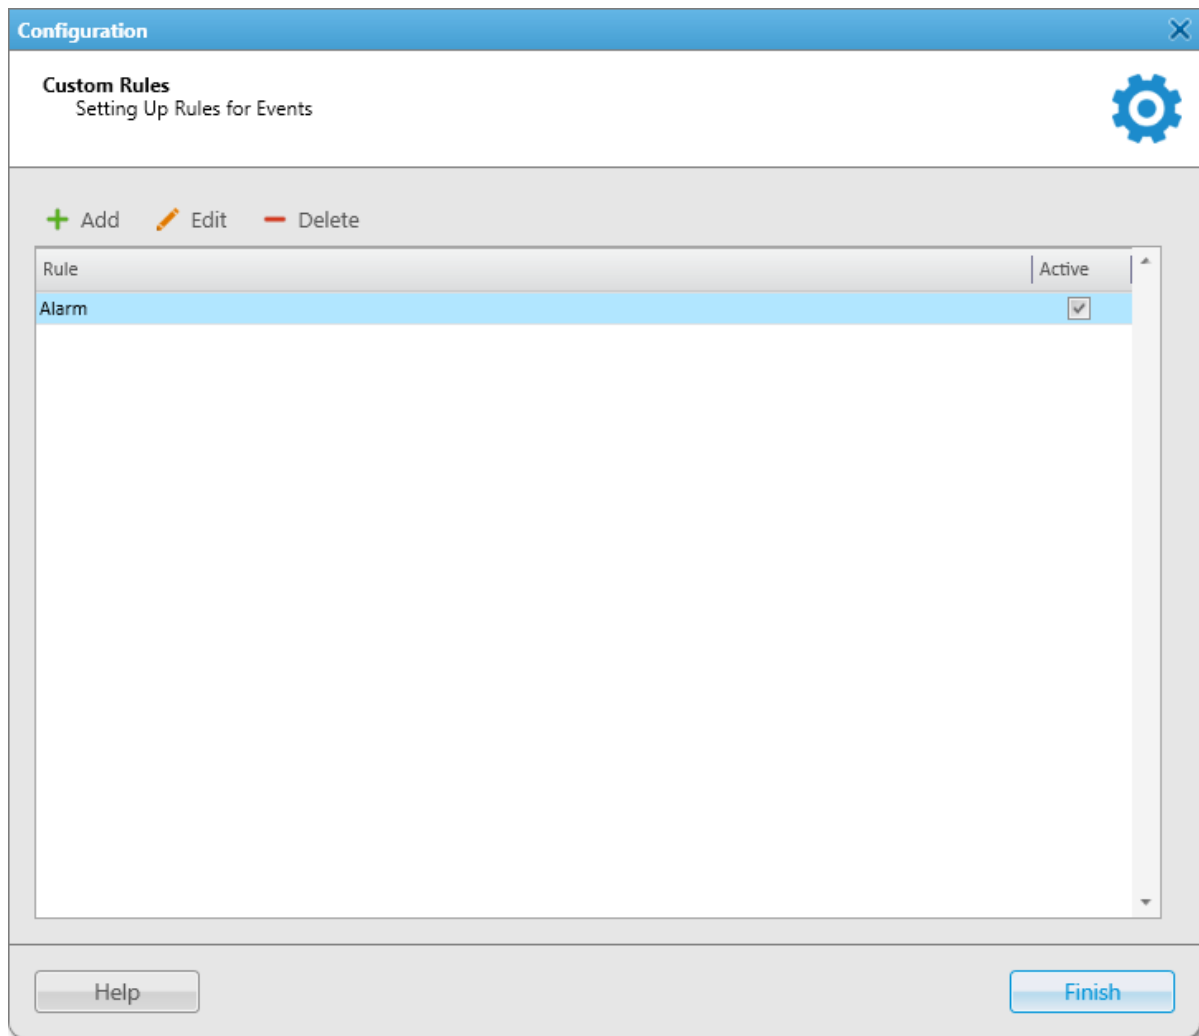 Configuration
Custom Rules
Setting Up Rules for Events
Add Edit Delete
Rule Active
Alarm
Help Finish